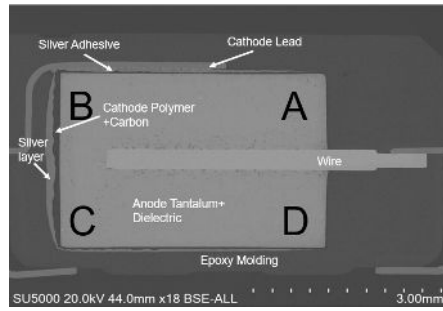 Silver Adhesive
Cathode Lead
B
A
Cathode Polymer
+Carbon
Silver
layer
Wire
C
Anode Tantalum+
Dielectric
D
Epoxy Molding
SU5000 20.0kV 44.0mm x18 BSE-ALL
3.00mm